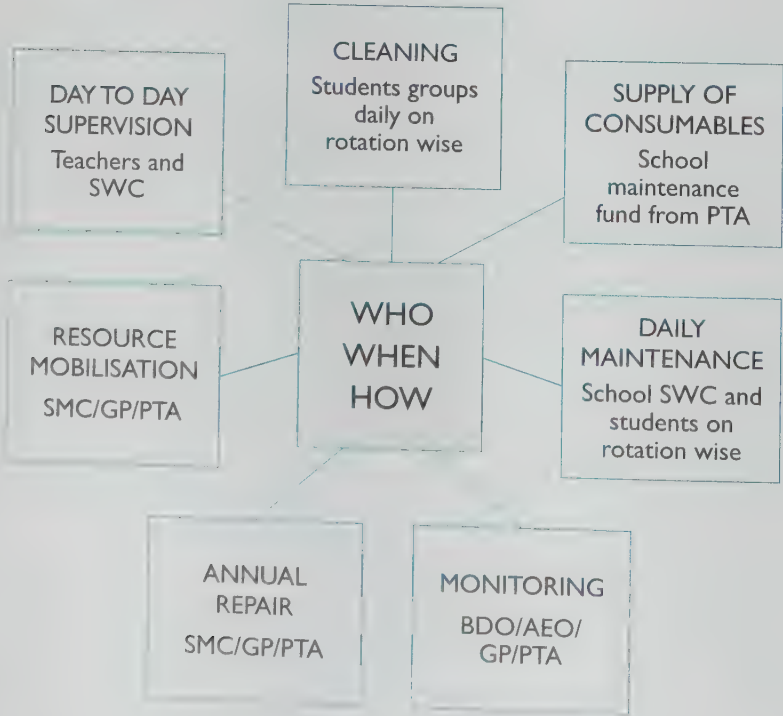 CLEANING
Students groups
daily on
rotation wise
DAY TO DAY
SUPERVISION
Teachers and
SWC
SUPPLY OF
CONSUMABLES
School
maintenance
fund from PTA
WHO
WHEN
HOW
RESOURCE
MOBILISATION
SMC/GP/PTA
DAILY
MAINTENANCE
School SWC and
students on
rotation wise
ANNUAL
REPAIR
SMC/GP/PTA
MONITORING
BDO/AEO/
GP/PTA